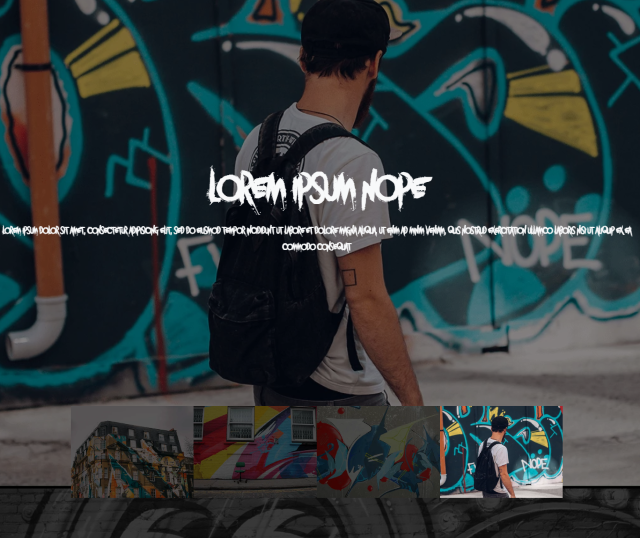 LOREM IPSUM NOPE
LOREM IPSUM DOLOR SIT AMET, CONSECTETUR ADIPISICING ELIT, SED DO EIUSMOD TEMPOR INCIDIDUNT UT LABORE ET DOLORE MAGNA ALIQUA, UT ENIM AD MINIM VENIAM, QUIS NOSTRUD EXERCITATION ULLAMCO LABORIS NISI UT ALIQUIP EX EA
COMMODO CONSEQUAT
NOPE
NOPE